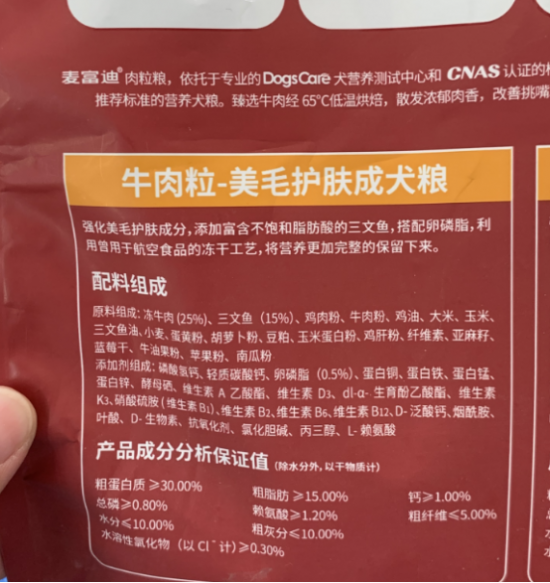 麦富迪®肉粒粮，依托于专业的DogsCare 犬营养测试中心和 CNAS 认证的
推荐标准的营养犬粮。臻选牛肉经 65℃低温烘焙，散发浓郁肉香，改善挑嘴
牛肉粒-美毛护肤成犬粮
强化美毛护肤成分，添加富含不饱和脂肪酸的三文鱼，搭配卵磷脂，利
用曾用于航空食品的冻干工艺，将营养更加完整的保留下来。
配料组成
原料组成：冻牛肉 (25%)、三文鱼（15%）、鸡肉粉、牛肉粉、鸡油、大米、玉米、
三文鱼油、小麦、蛋黄粉、胡萝卜粉、豆粕、玉米蛋白粉、鸡肝粉、纤维素、亚麻籽、
蓝莓干、牛油果粉、苹果粉、南瓜粉
添加剂组成：磷酸氢钙、轻质碳酸钙、卵磷脂（0.5%）、蛋白铜、蛋白铁、蛋白锰、
蛋白锌、酵母硒、维生素 A 乙酸酯、维生素 D3、dl-α- 生育酚乙酸酯、维生素
K3、硝酸硫胺 ( 维生素 B1)、维生素 B2、维生素 B6、维生素 B12、D- 泛酸钙、烟酰胺、
叶酸、D- 生物素、抗氧化剂、氯化胆碱、丙三醇、L- 赖氨酸
产品成分分析保证值 (除水分外，以干物质计)
粗蛋白质 ≥30.00% 粗脂肪 ≥15.00% 钙≥1.00%
总磷≥0.80% 赖氨酸≥1.20% 粗纤维≤5.00%
水分≤10.00% 粗灰分≤10.00%
水溶性氯化物（以 Cl⁻计）≥0.30%